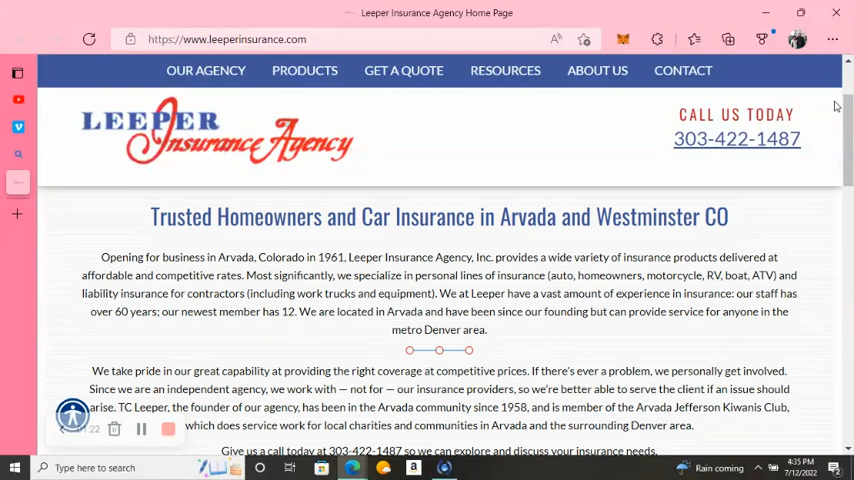 Leeper Insurance Agency Home Page
https://www.leeperinsurance.com
OUR AGENCY PRODUCTS GET A QUOTE RESOURCES ABOUT US CONTACT
LEEPER
Insurance Agency
CALL US TODAY
303-422-1487
Trusted Homeowners and Car Insurance in Arvada and Westminster CO
Opening for business in Arvada, Colorado in 1961, Leeper Insurance Agency, Inc. provides a wide variety of insurance products delivered at
affordable and competitive rates. Most significantly, we specialize in personal lines of insurance (auto, homeowners, motorcycle, RV, boat, ATV) and
liability insurance for contractors (including work trucks and equipment). We at Leeper have a vast amount of experience in insurance: our staff has
over 60 years; our newest member has 12. We are located in Arvada and have been since our founding but can provide service for anyone in the
metro Denver area.
We take pride in our great capability at providing the right coverage at competitive prices. If there's ever a problem, we personally get involved.
Since we are an independent agency, we work with — not for — our insurance providers, so we're better able to serve the client if an issue should
arise. TC Leeper, the founder of our agency, has been in the Arvada community since 1958, and is member of the Arvada Jefferson Kiwanis Club,
which does service work for local charities and communities in Arvada and the surrounding Denver area.
Give us a call today at 303-422-1487 so we can explore and discuss your insurance needs.
Type here to search
Rain coming
4:35 PM
7/12/2022